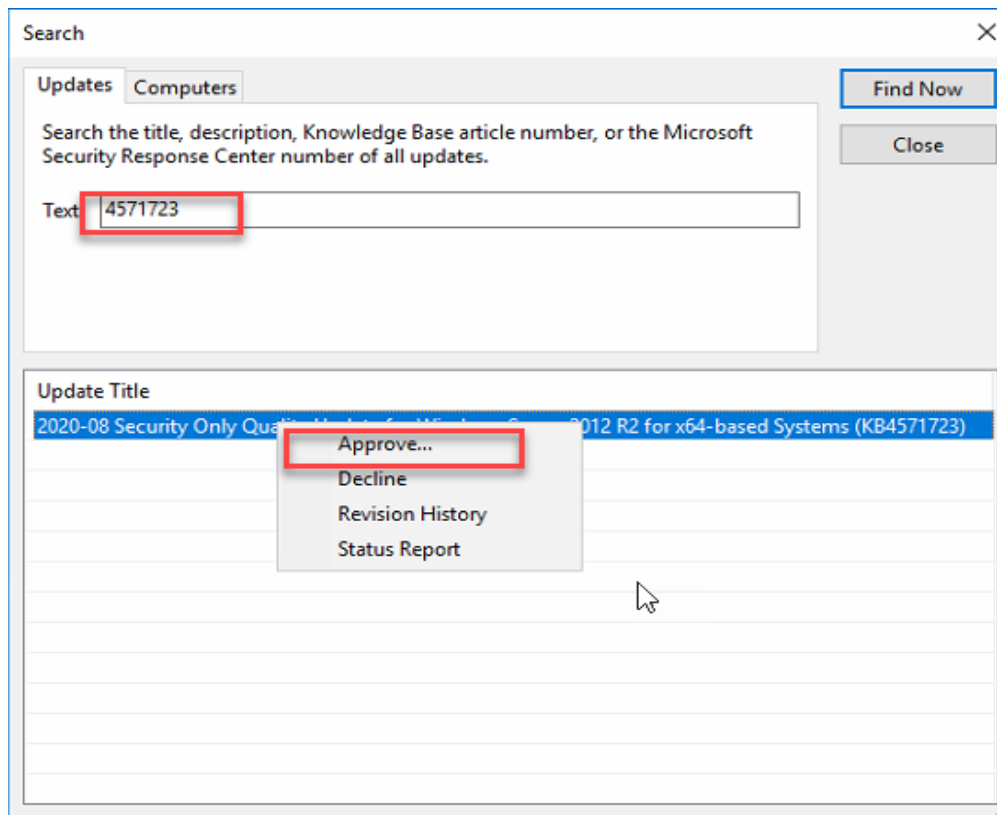 Search
Updates Computers
Find Now
Search the title, description, Knowledge Base article number, or the Microsoft
Security Response Center number of all updates.
Close
Text 4571723
Update Title
2020-08 Security Only 2012 R2 for x64-based Systems (KB4571723)
Approve...
Decline
Revision History
Status Report